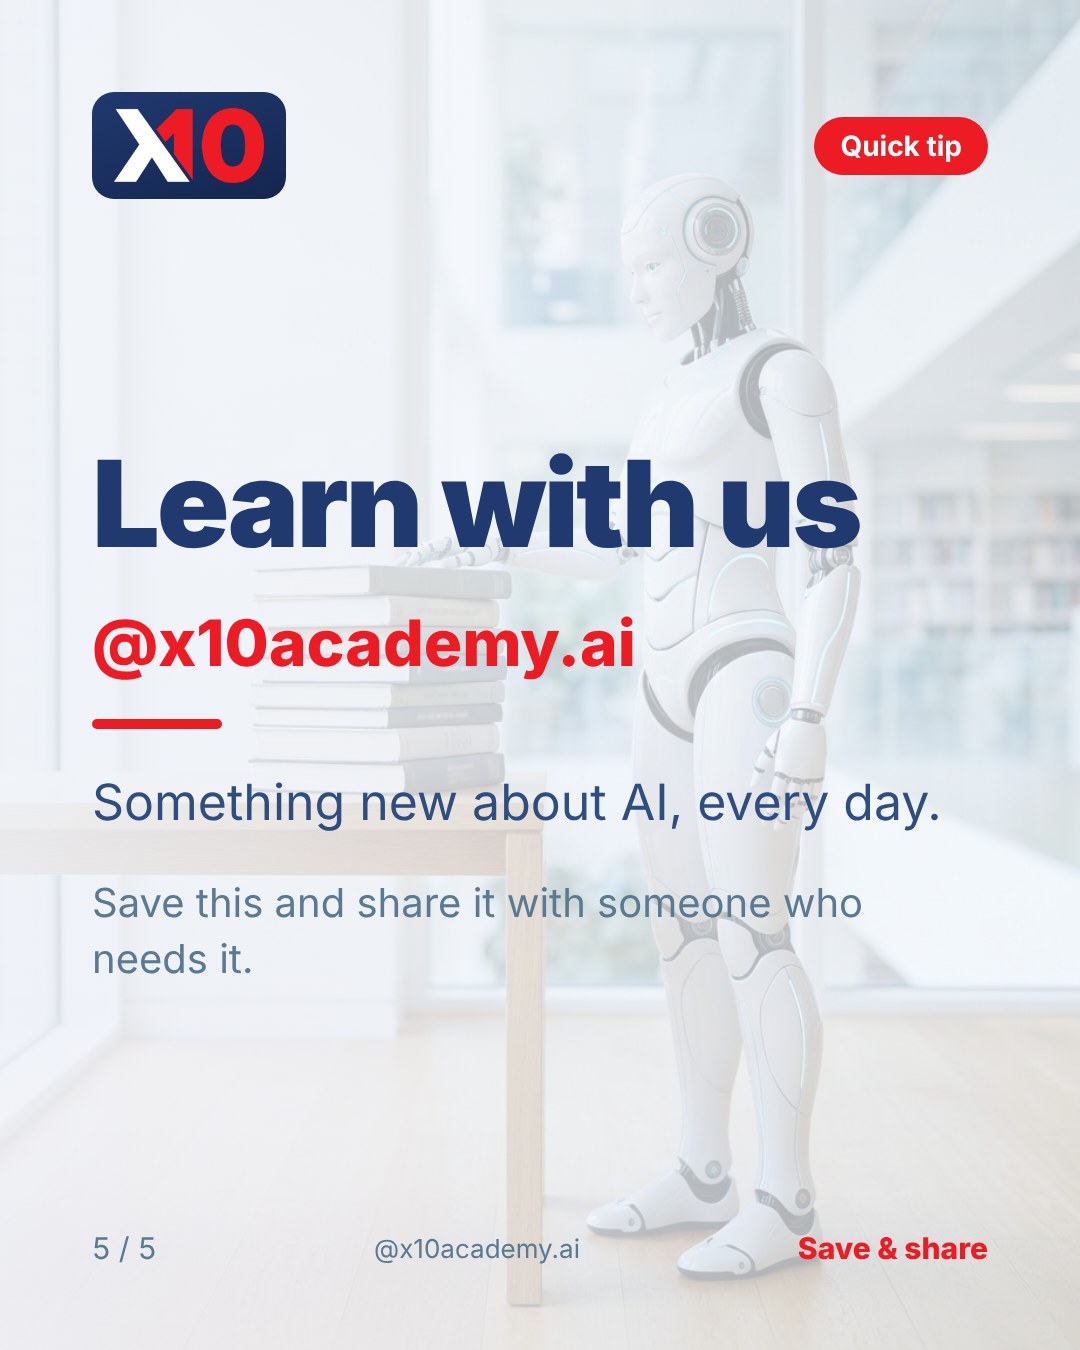 X10
Quick tip
Learn with us
@x10academy.ai
Something new about AI, every day.
Save this and share it with someone who
needs it.
5 / 5
@x10academy.ai
Save & share